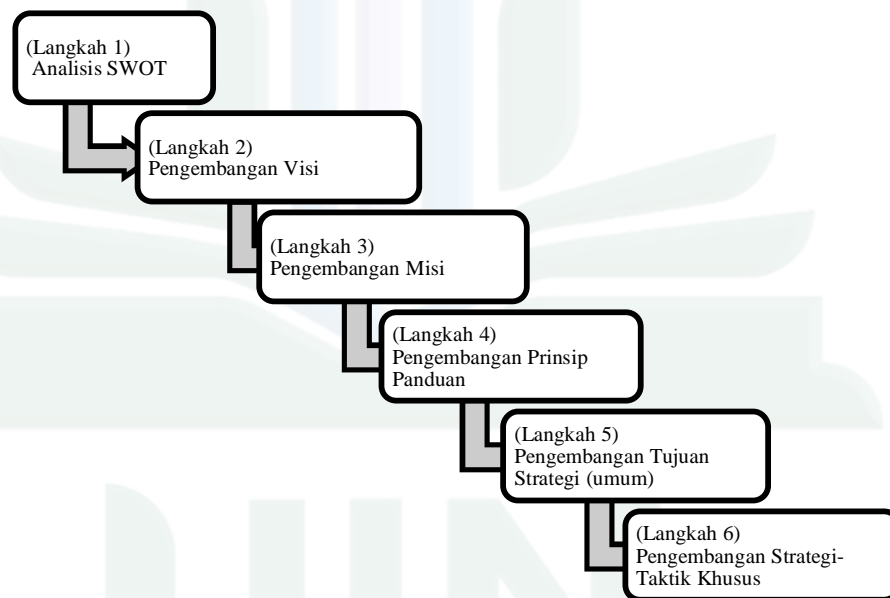 (Langkah 1)
Analisis SWOT
(Langkah 2)
Pengembangan Visi
(Langkah 3)
Pengembangan Misi
(Langkah 4)
Pengembangan Prinsip
Panduan
(Langkah 5)
Pengembangan Tujuan
Strategi (umum)
(Langkah 6)
Pengembangan Strategi-
Taktik Khusus